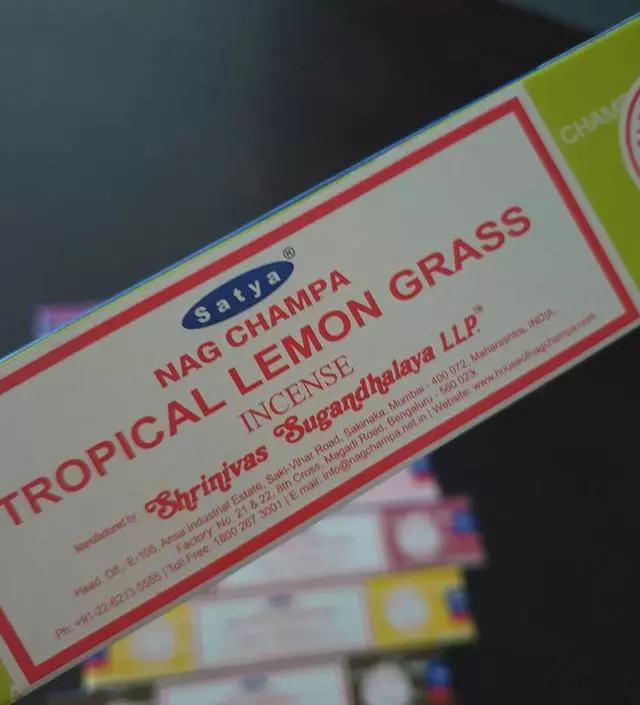 Satya®
NAG CHAMPA
TROPICAL LEMON GRASS
INCENSE
Manufactured by:
Shrinivas Sugandhalaya LLP.®
Head. Off.:-E-105, Ansa Industrial Estate, Saki-Vihar Road, Sakinaka, Mumbai - 400 072, Maharashtra, INDIA.
Factory: No. 21 & 22, 8th Cross, Magadi Road, Bengaluru - 560 023.
Ph: +91-22-6213-5555 | Toll Free: 1800 267 3001 | E mail: info@nagchampa.net.in | Website: www.houseofnagchampa.com
Satya